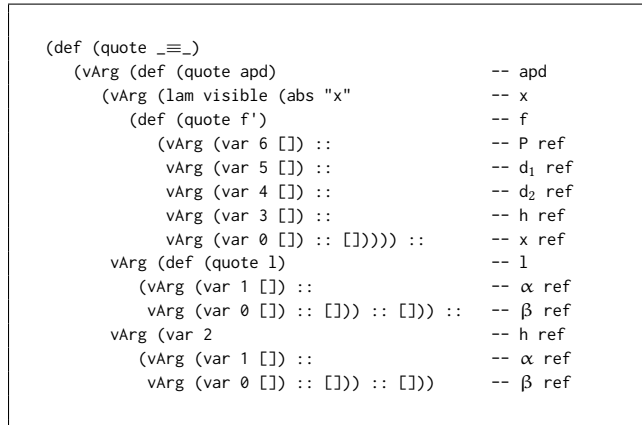 (def (quote _≡_)
(vArg (def (quote apd) -- apd
(vArg (lam visible (abs "x" -- x
(def (quote f') -- f
(vArg (var 6 []) :: -- P ref
vArg (var 5 []) :: -- d₁ ref
vArg (var 4 []) :: -- d₂ ref
vArg (var 3 []) :: -- h ref
vArg (var 0 []) :: []))))) :: -- x ref
vArg (def (quote l) -- l
(vArg (var 1 []) :: -- α ref
vArg (var 0 []) :: [])) :: [])) :: -- β ref
vArg (var 2 -- h ref
(vArg (var 1 []) :: -- α ref
vArg (var 0 []) :: [])) :: [])) -- β ref